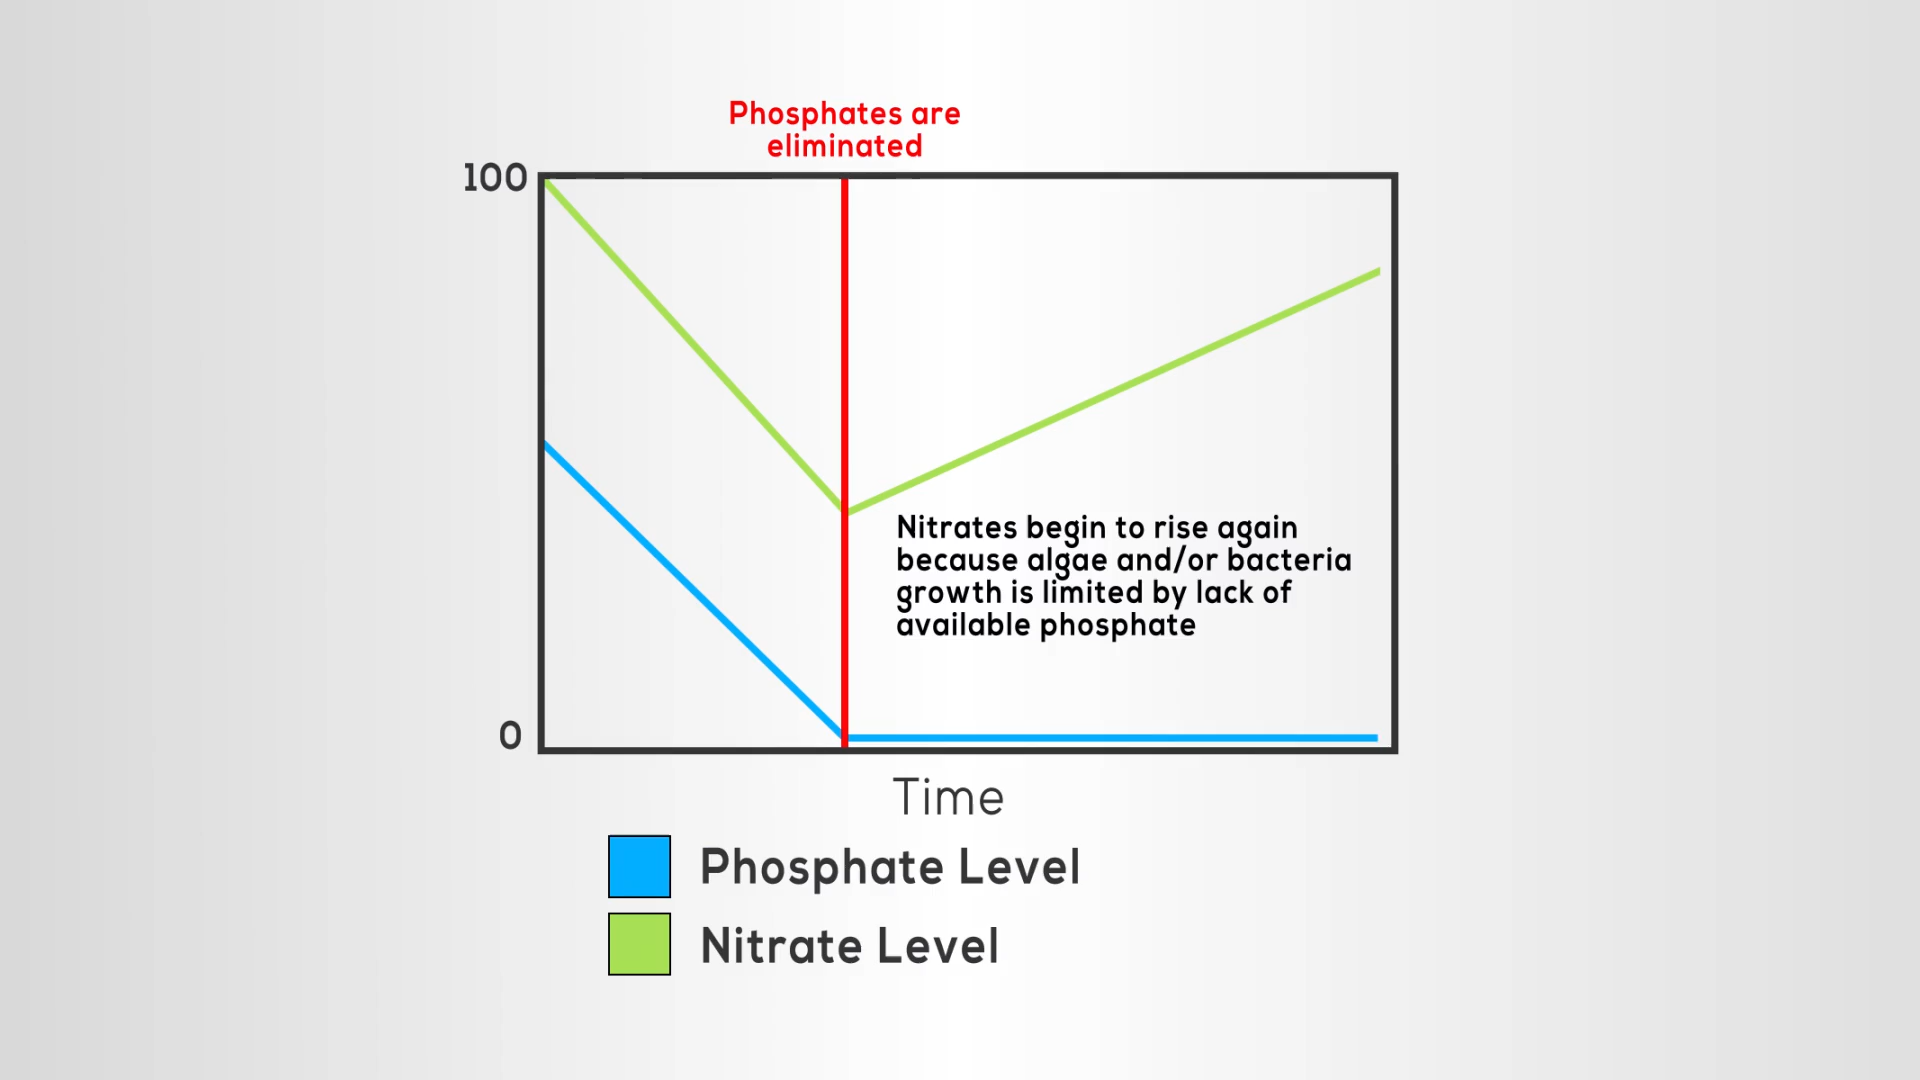 Phosphates are
eliminated
100
Nitrates begin to rise again
because algae and/or bacteria
growth is limited by lack of
available phosphate
0
Time
Phosphate Level
Nitrate Level